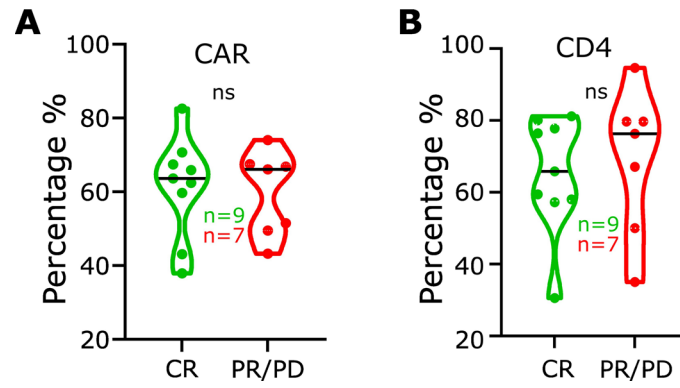 A
CAR
ns
Percentage %
100
80
60
40
20
n=9
n=7
CR
PR/PD
B
CD4
ns
Percentage %
100
80
60
40
20
n=9
n=7
CR
PR/PD